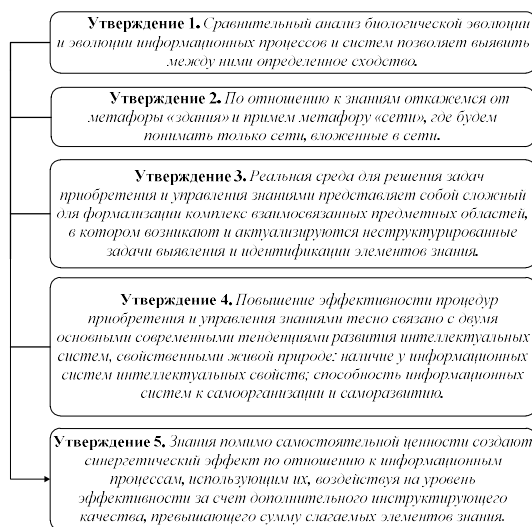 Утверждение 1. Сравнительный анализ биологической эволюции
и эволюции информационных процессов и систем позволяет выявить
между ними определенное сходство.
Утверждение 2. По отношению к знаниям откажемся от
метафоры «здания» и примем метафору «сети», где будем
понимать только сети, вложенные в сети.
Утверждение 3. Реальная среда для решения задач
приобретения и управления знаниями представляет собой сложный
для формализации комплекс взаимосвязанных предметных областей,
в котором возникают и актуализируются неструктурированные
задачи выявления и идентификации элементов знания.
Утверждение 4. Повышение эффективности процедур
приобретения и управления знаниями тесно связано с двумя
основными современными тенденциями развития интеллектуальных
систем, свойственными живой природе: наличие у информационных
систем интеллектуальных свойств; способность информационных
систем к самоорганизации и саморазвитию.
Утверждение 5. Знания помимо самостоятельной ценности создают
синергетический эффект по отношению к информационным
процессам, использующим их, воздействуя на уровень
эффективности за счет дополнительного инструктирующего
качества, превышающего сумму слагаемых элементов знания.